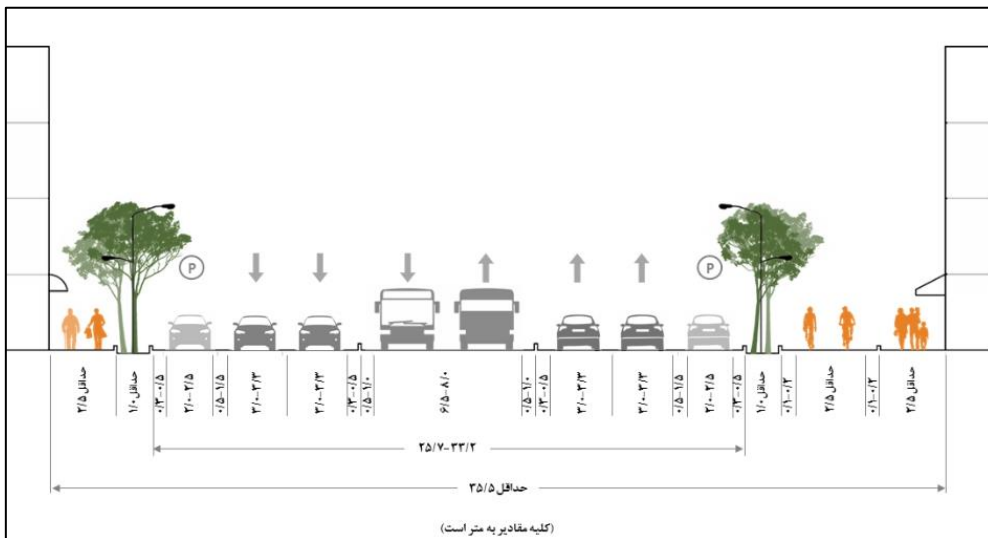 P
P
حداقل ۲/۵
حداقل ۱/۰
۰/۳-۰/۵
۲/۰-۲/۵
۰/۵-۱/۵
۳/۰-۳/۳
۳/۰-۳/۳
۰/۳-۰/۵
۰/۵-۱/۰
۶/۵-۸/۰
۰/۵-۱/۰
۰/۳-۰/۵
۳/۰-۳/۳
۳/۰-۳/۳
۰/۵-۱/۵
۲/۰-۲/۵
۰/۳-۰/۵
حداقل ۱/۰
۰/۱-۰/۲
حداقل ۲/۵
۰/۱-۰/۲
حداقل ۲/۵
۲۵/۷-۳۳/۲
حداقل ۳۵/۵
(کلیه مقادیر به متر است)